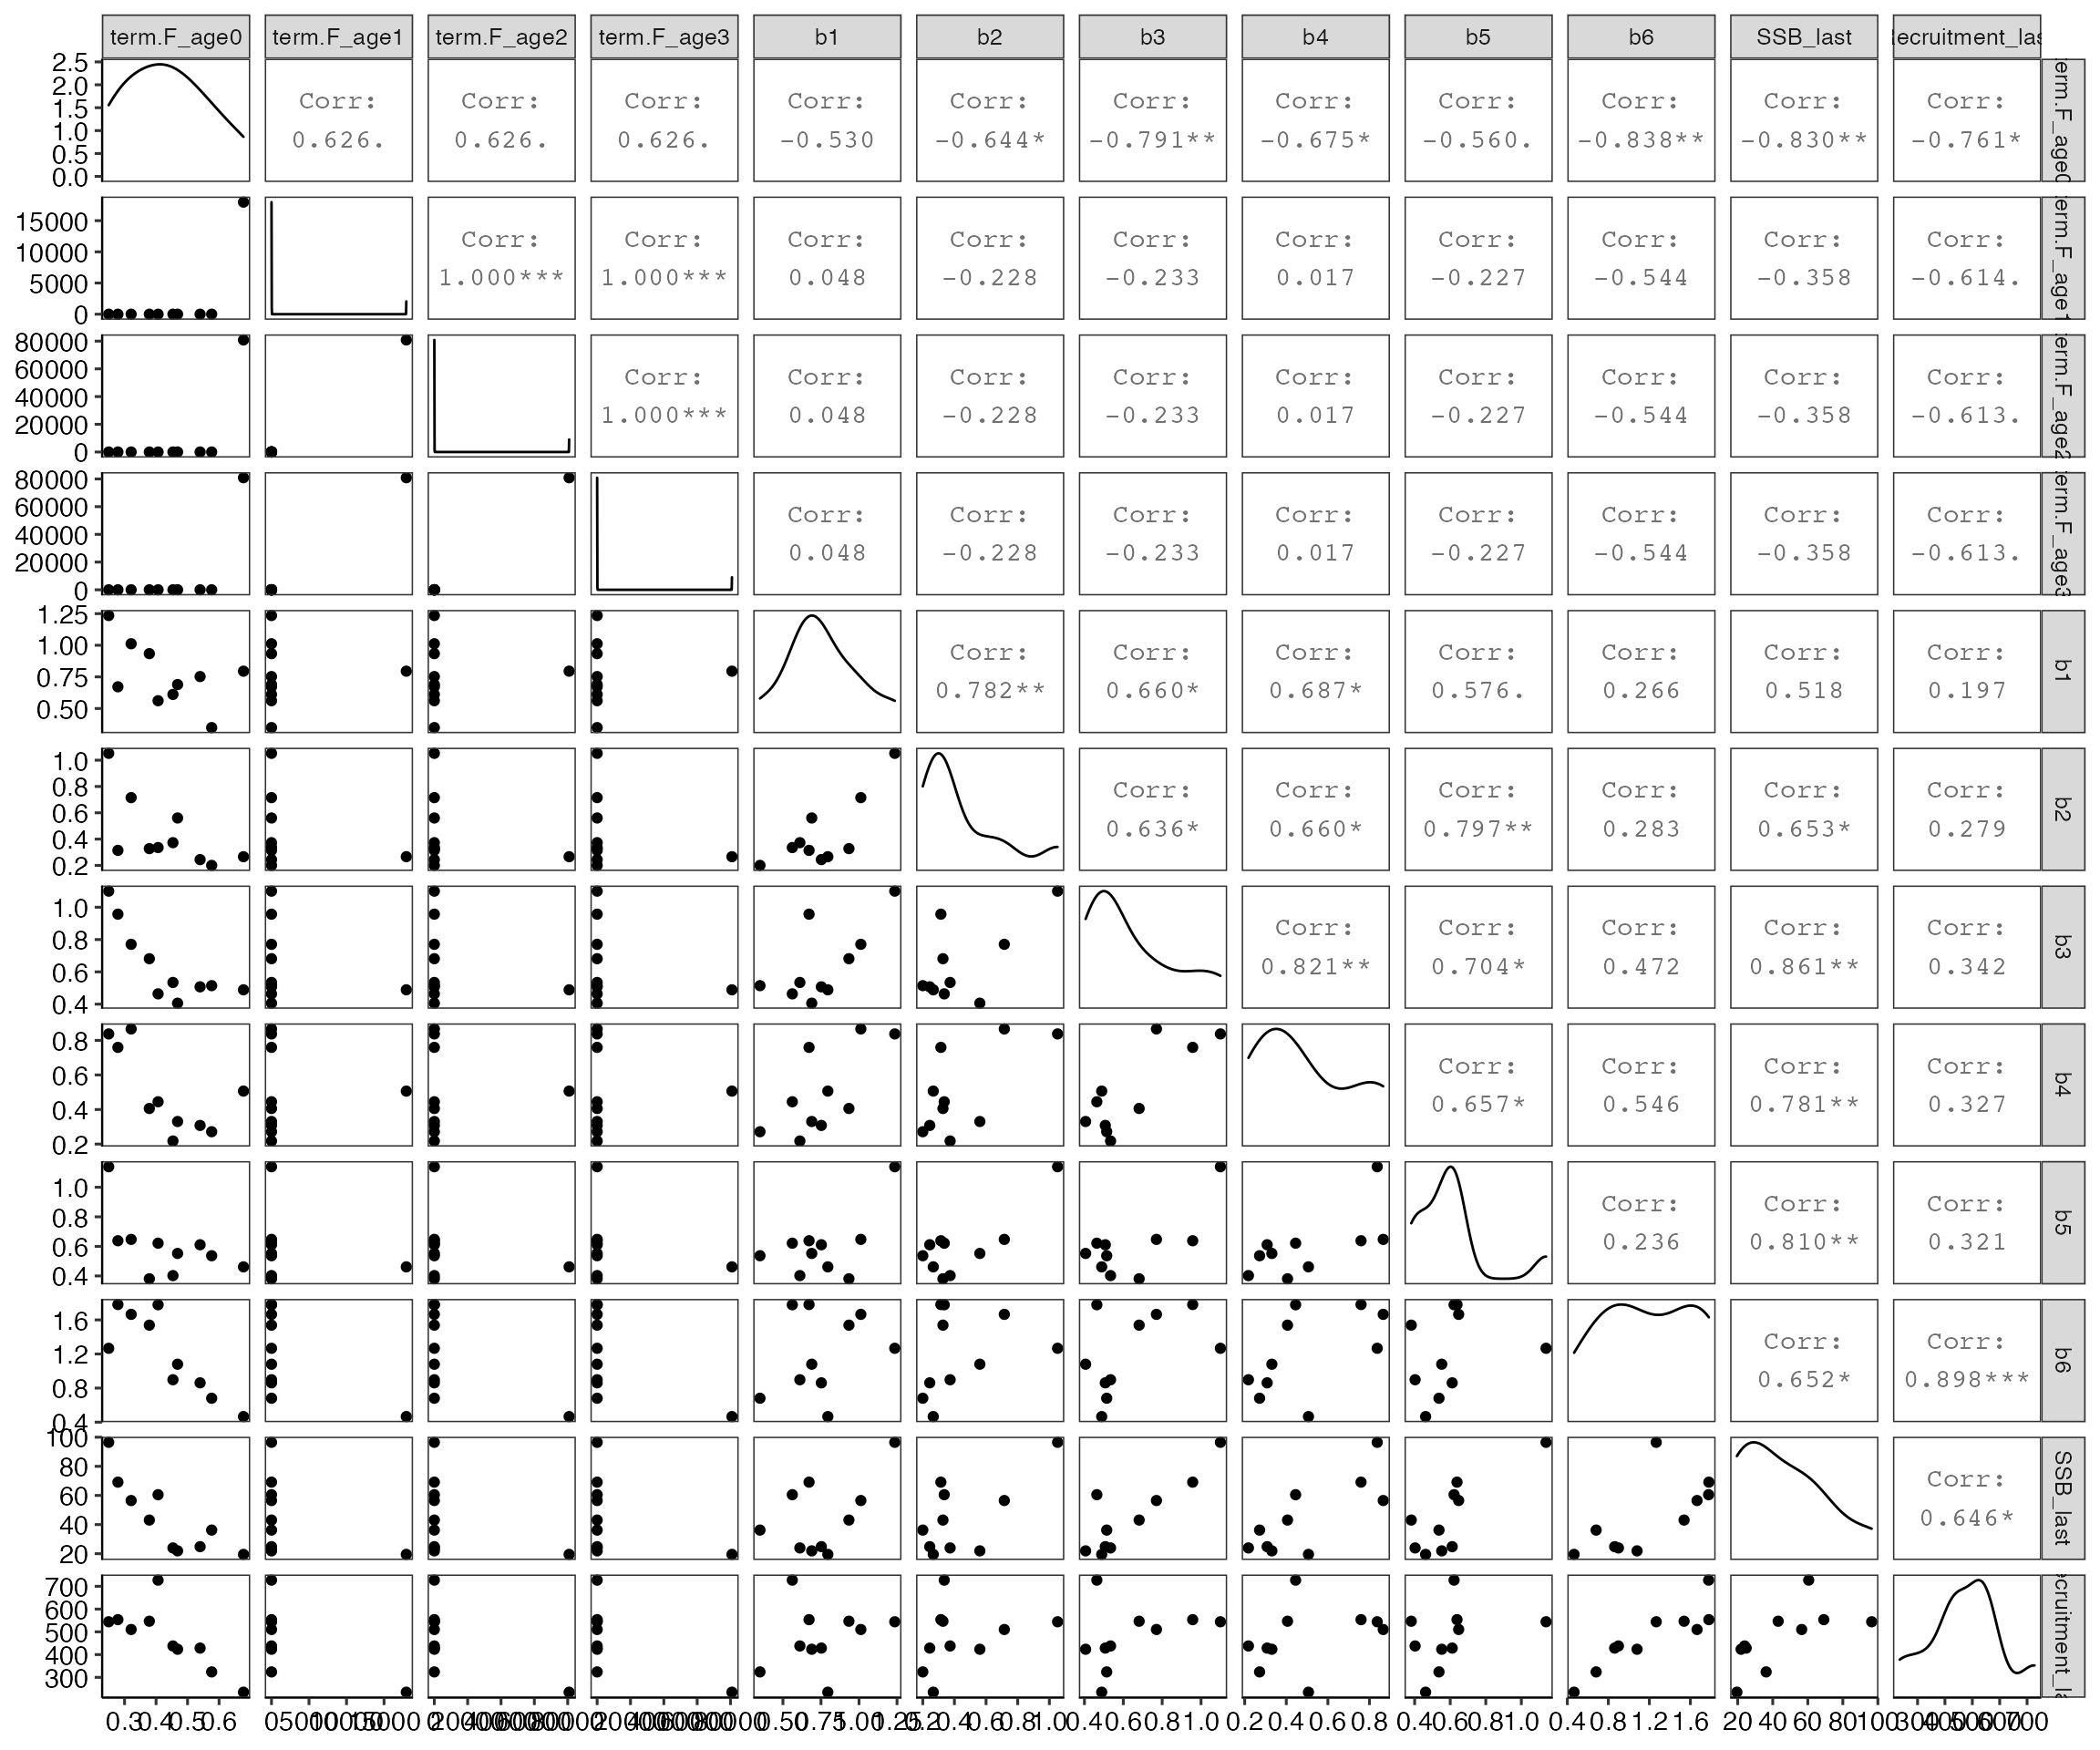 term.F_age0 term.F_age1 term.F_age2 term.F_age3 b1 b2 b3 b4 b5 b6 SSB_last ecruitment_las
2.5
2.0
1.5
1.0
0.5
0.0
Corr: Corr: Corr: Corr: Corr: Corr: Corr: Corr: Corr: Corr: Corr:
0.626. 0.626. 0.626. -0.530 -0.644* -0.791** -0.675* -0.560. -0.838** -0.830** -0.761*
erm.F_age0
15000
10000
5000
0
Corr: Corr: Corr: Corr: Corr: Corr: Corr: Corr: Corr: Corr:
1.000*** 1.000*** 0.048 -0.228 -0.233 0.017 -0.227 -0.544 -0.358 -0.614.
erm.F_age1
80000
60000
40000
20000
0
Corr: Corr: Corr: Corr: Corr: Corr: Corr: Corr: Corr:
1.000*** 0.048 -0.228 -0.233 0.017 -0.227 -0.544 -0.358 -0.613.
erm.F_age2
80000
60000
40000
20000
0
Corr: Corr: Corr: Corr: Corr: Corr: Corr: Corr:
0.048 -0.228 -0.233 0.017 -0.227 -0.544 -0.358 -0.613.
erm.F_age3
1.25
1.00
0.75
0.50
Corr: Corr: Corr: Corr: Corr: Corr: Corr:
0.782** 0.660* 0.687* 0.576. 0.266 0.518 0.197
b1
1.0
0.8
0.6
0.4
0.2
Corr: Corr: Corr: Corr: Corr: Corr:
0.636* 0.660* 0.797** 0.283 0.653* 0.279
b2
1.0
0.8
0.6
0.4
Corr: Corr: Corr: Corr: Corr:
0.821** 0.704* 0.472 0.861** 0.342
b3
0.8
0.6
0.4
0.2
Corr: Corr: Corr: Corr:
0.657* 0.546 0.781** 0.327
b4
1.0
0.8
0.6
0.4
Corr: Corr: Corr:
0.236 0.810** 0.321
b5
1.6
1.2
0.8
0.4
Corr: Corr:
0.652* 0.898***
b6
100
80
60
40
20
Corr:
0.646*
SSB_last
700
600
500
400
300
ecruitment_la
0.3 0.4 0.5 0.6 0 5000 10000 15000 0 20000 40000 60000 80000 0 20000 40000 60000 80000 0.50 0.75 1.00 1.25 0.2 0.4 0.6 0.8 1.0 0.4 0.6 0.8 1.0 0.2 0.4 0.6 0.8 0.4 0.6 0.8 1.0 0.4 0.8 1.2 1.6 20 40 60 80 100 300 400 500 600 700